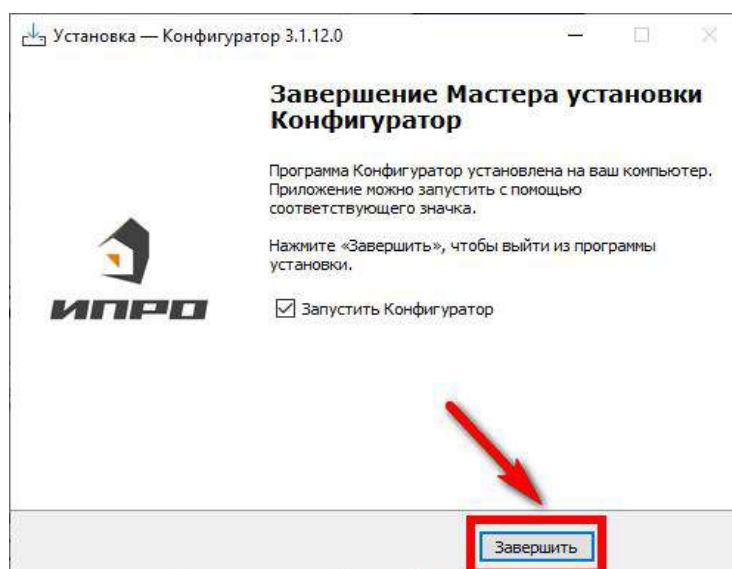 Установка — Конфигуратор 3.1.12.0
Завершение Мастера установки
Конфигуратор
Программа Конфигуратор установлена на ваш компьютер.
Приложение можно запустить с помощью
соответствующего значка.
Нажмите «Завершить», чтобы выйти из программы
установки.
ИПРО
Запустить Конфигуратор
Завершить